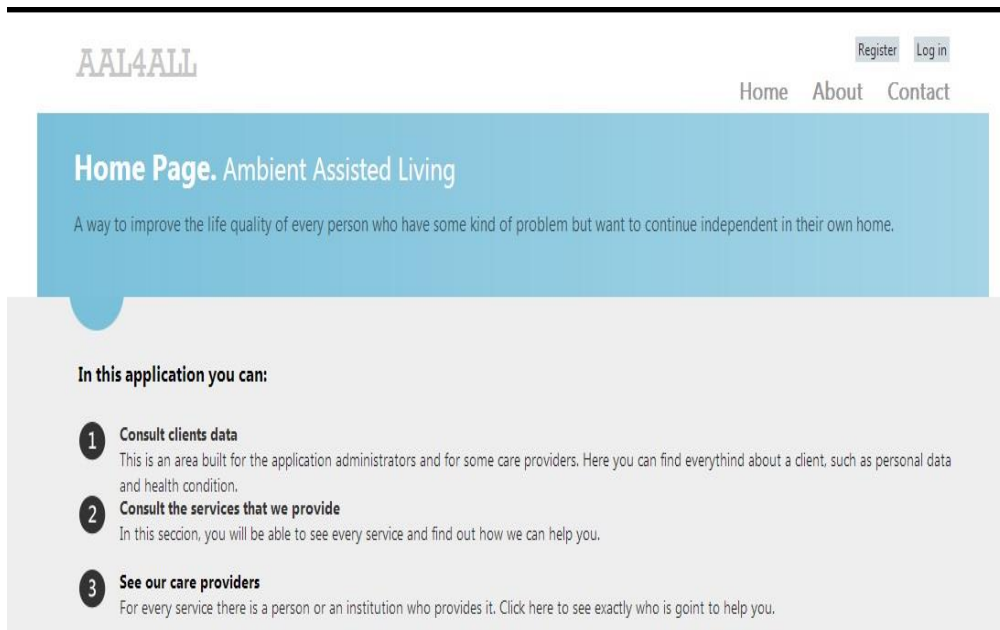 AAL4ALL
Register Log in
Home About Contact
Home Page. Ambient Assisted Living
A way to improve the life quality of every person who have some kind of problem but want to continue independent in their own home.
In this application you can:
1 Consult clients data
This is an area built for the application administrators and for some care providers. Here you can find everythind about a client, such as personal data
and health condition.
2 Consult the services that we provide
In this seccion, you will be able to see every service and find out how we can help you.
3 See our care providers
For every service there is a person or an institution who provides it. Click here to see exactly who is goint to help you.